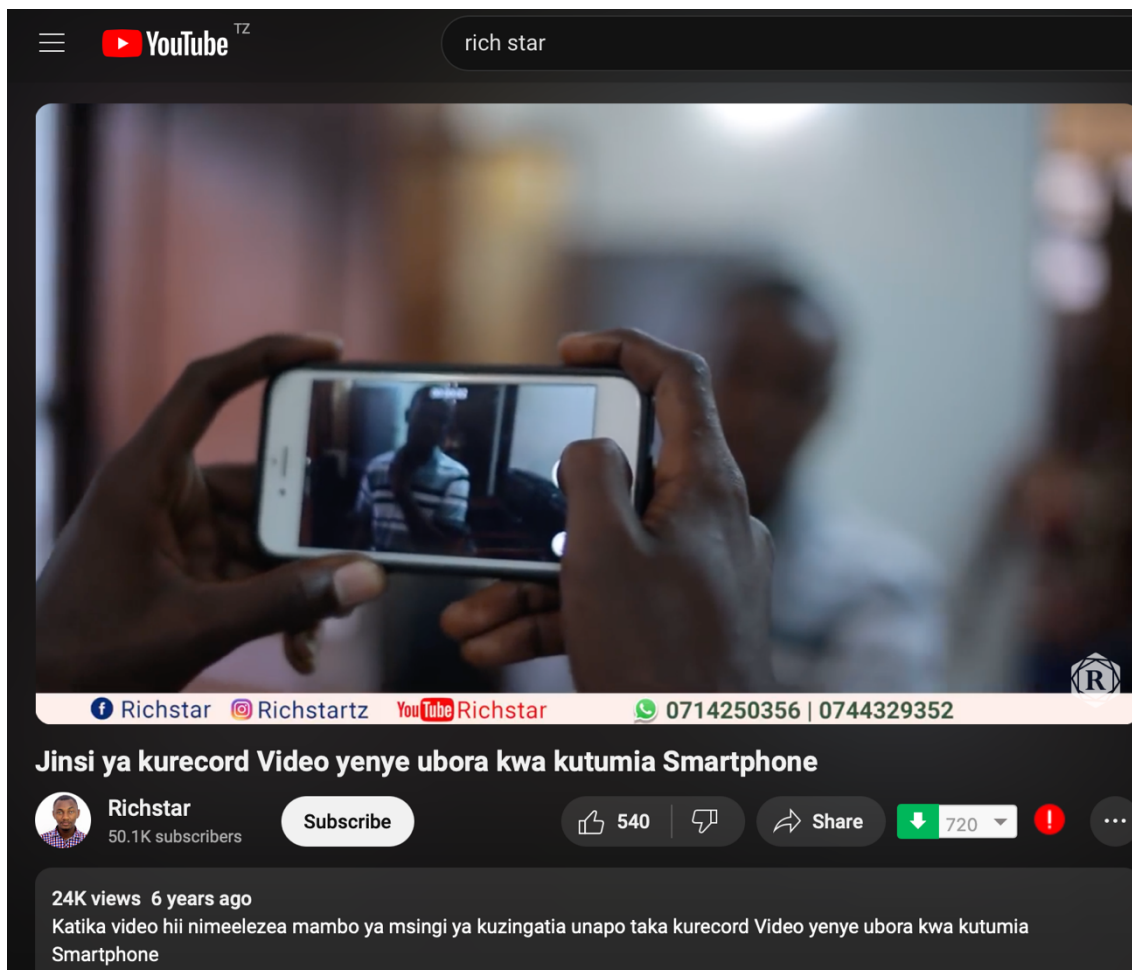 YouTube TZ
rich star
R
Richstar Richstartz YouTube Richstar 0714250356 | 0744329352
Jinsi ya kurecord Video yenye ubora kwa kutumia Smartphone
Richstar
50.1K subscribers
Subscribe
540
Share
720
24K views 6 years ago
Katika video hii nimeelezea mambo ya msingi ya kuzingatia unapo taka kurecord Video yenye ubora kwa kutumia
Smartphone